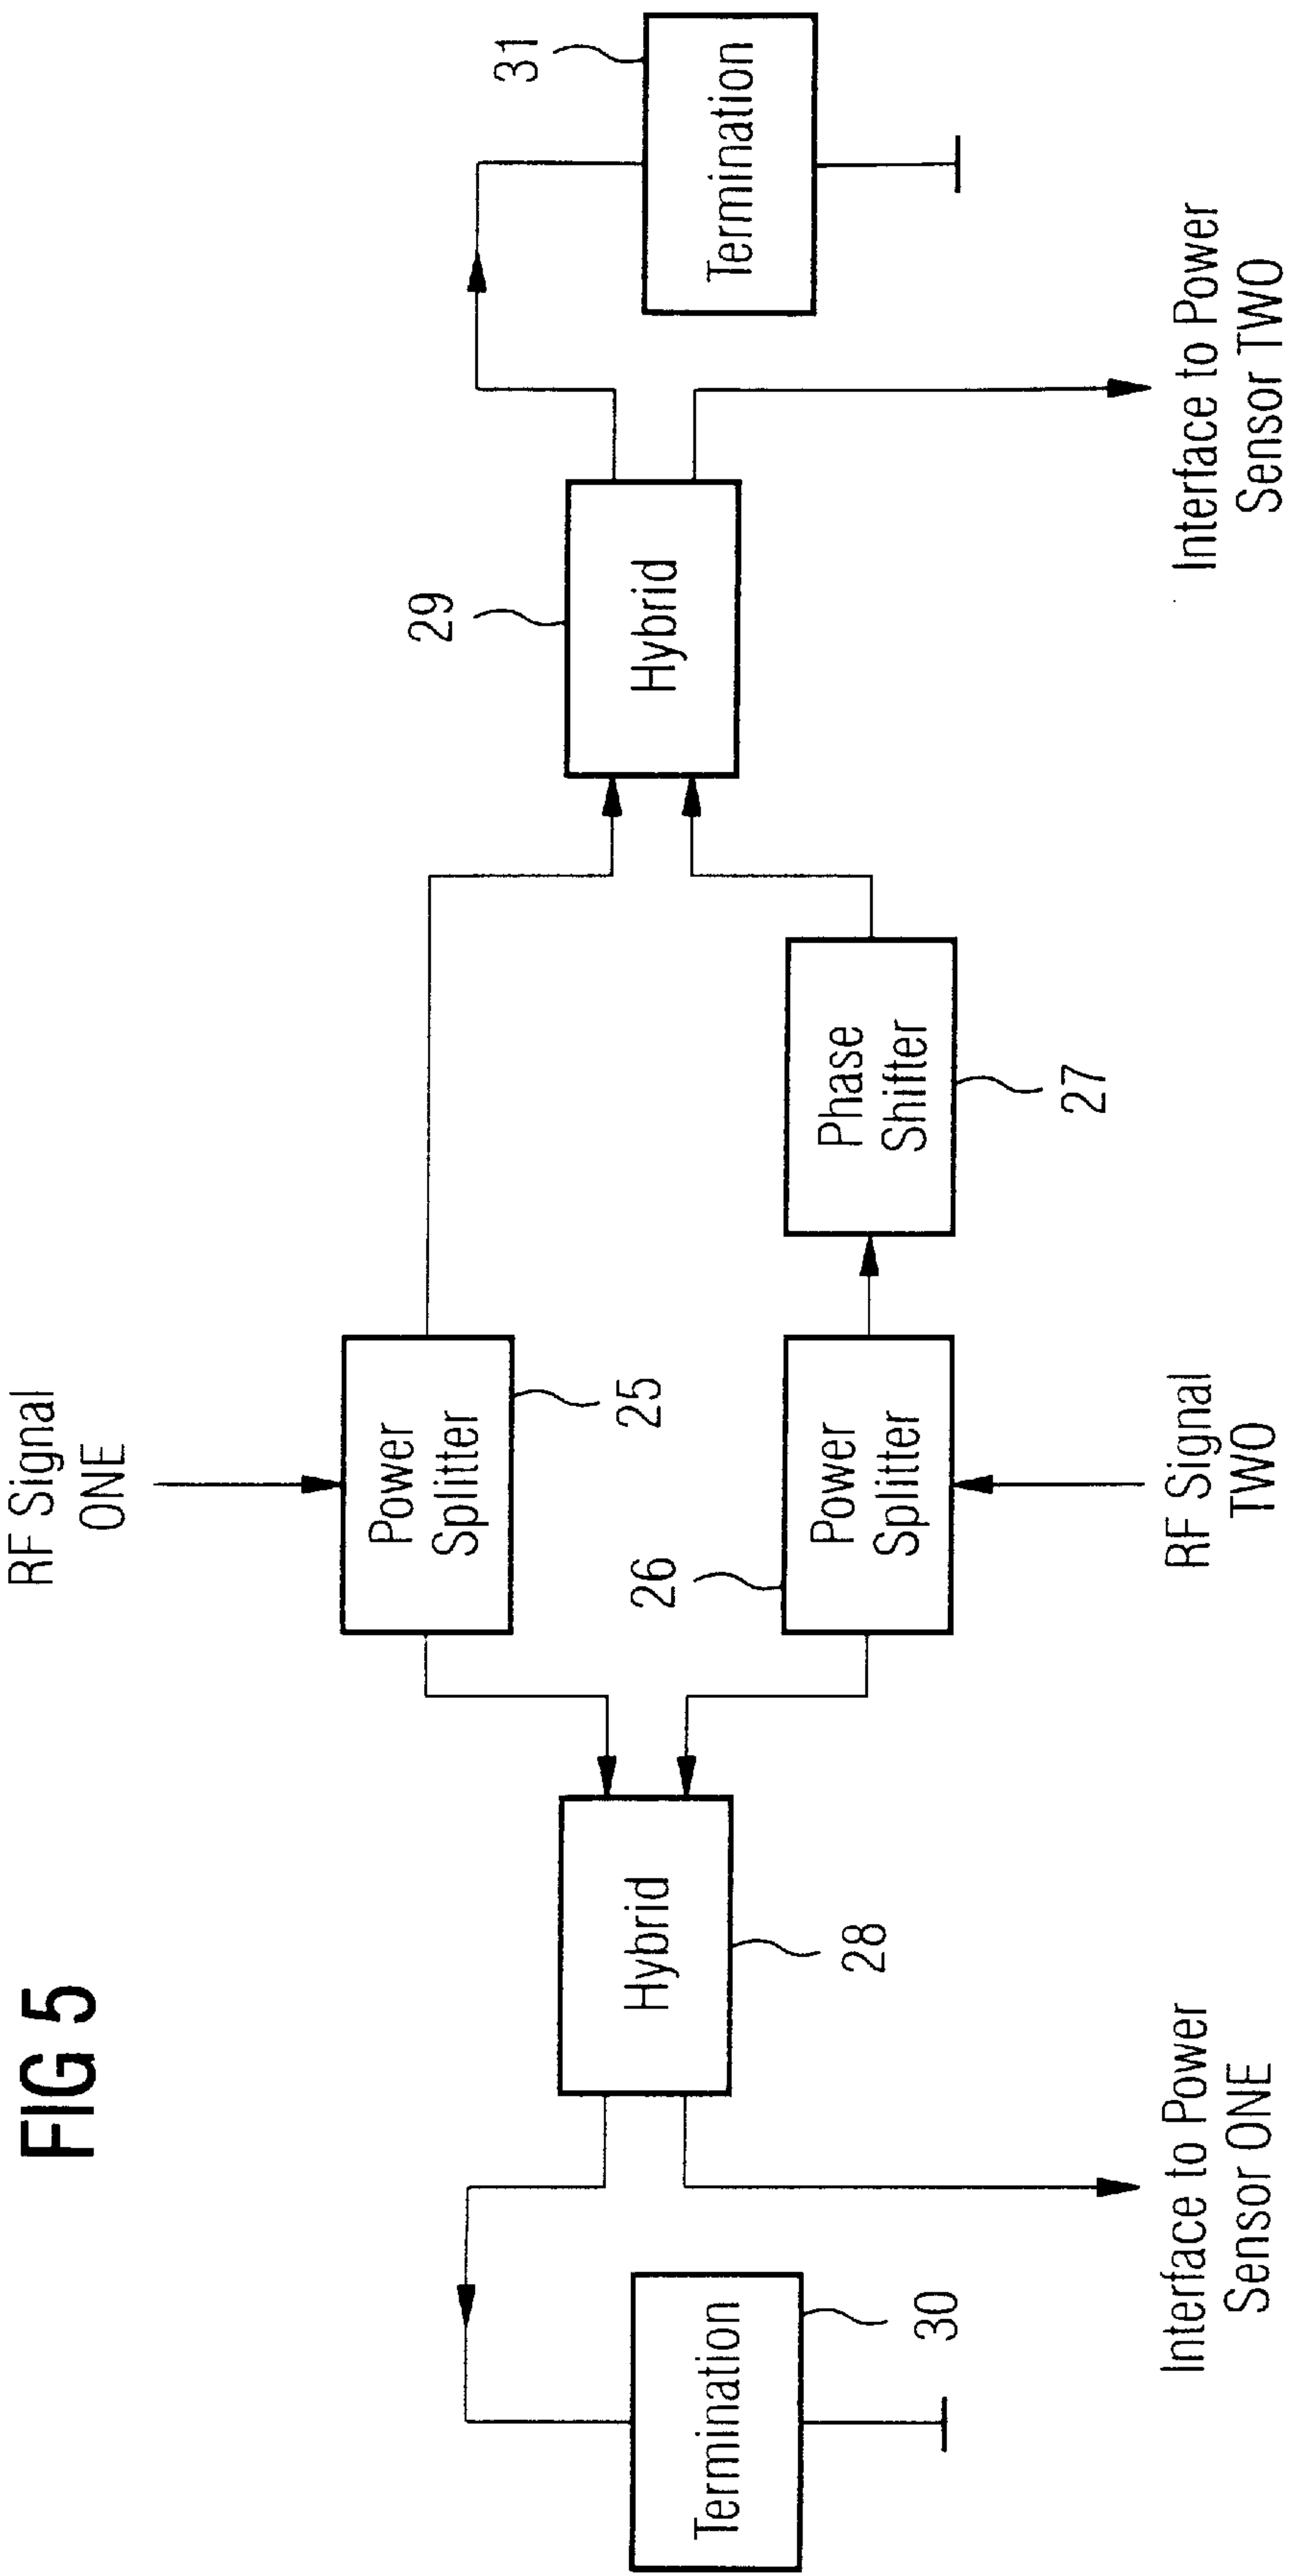 FIG 5
RF Signal
ONE
Power
Splitter
25
26
Power
Splitter
RF Signal
TWO
Phase
Shifter
27
Hybrid
28
29
Hybrid
Termination
30
31
Termination
Interface to Power
Sensor ONE
Interface to Power
Sensor TWO